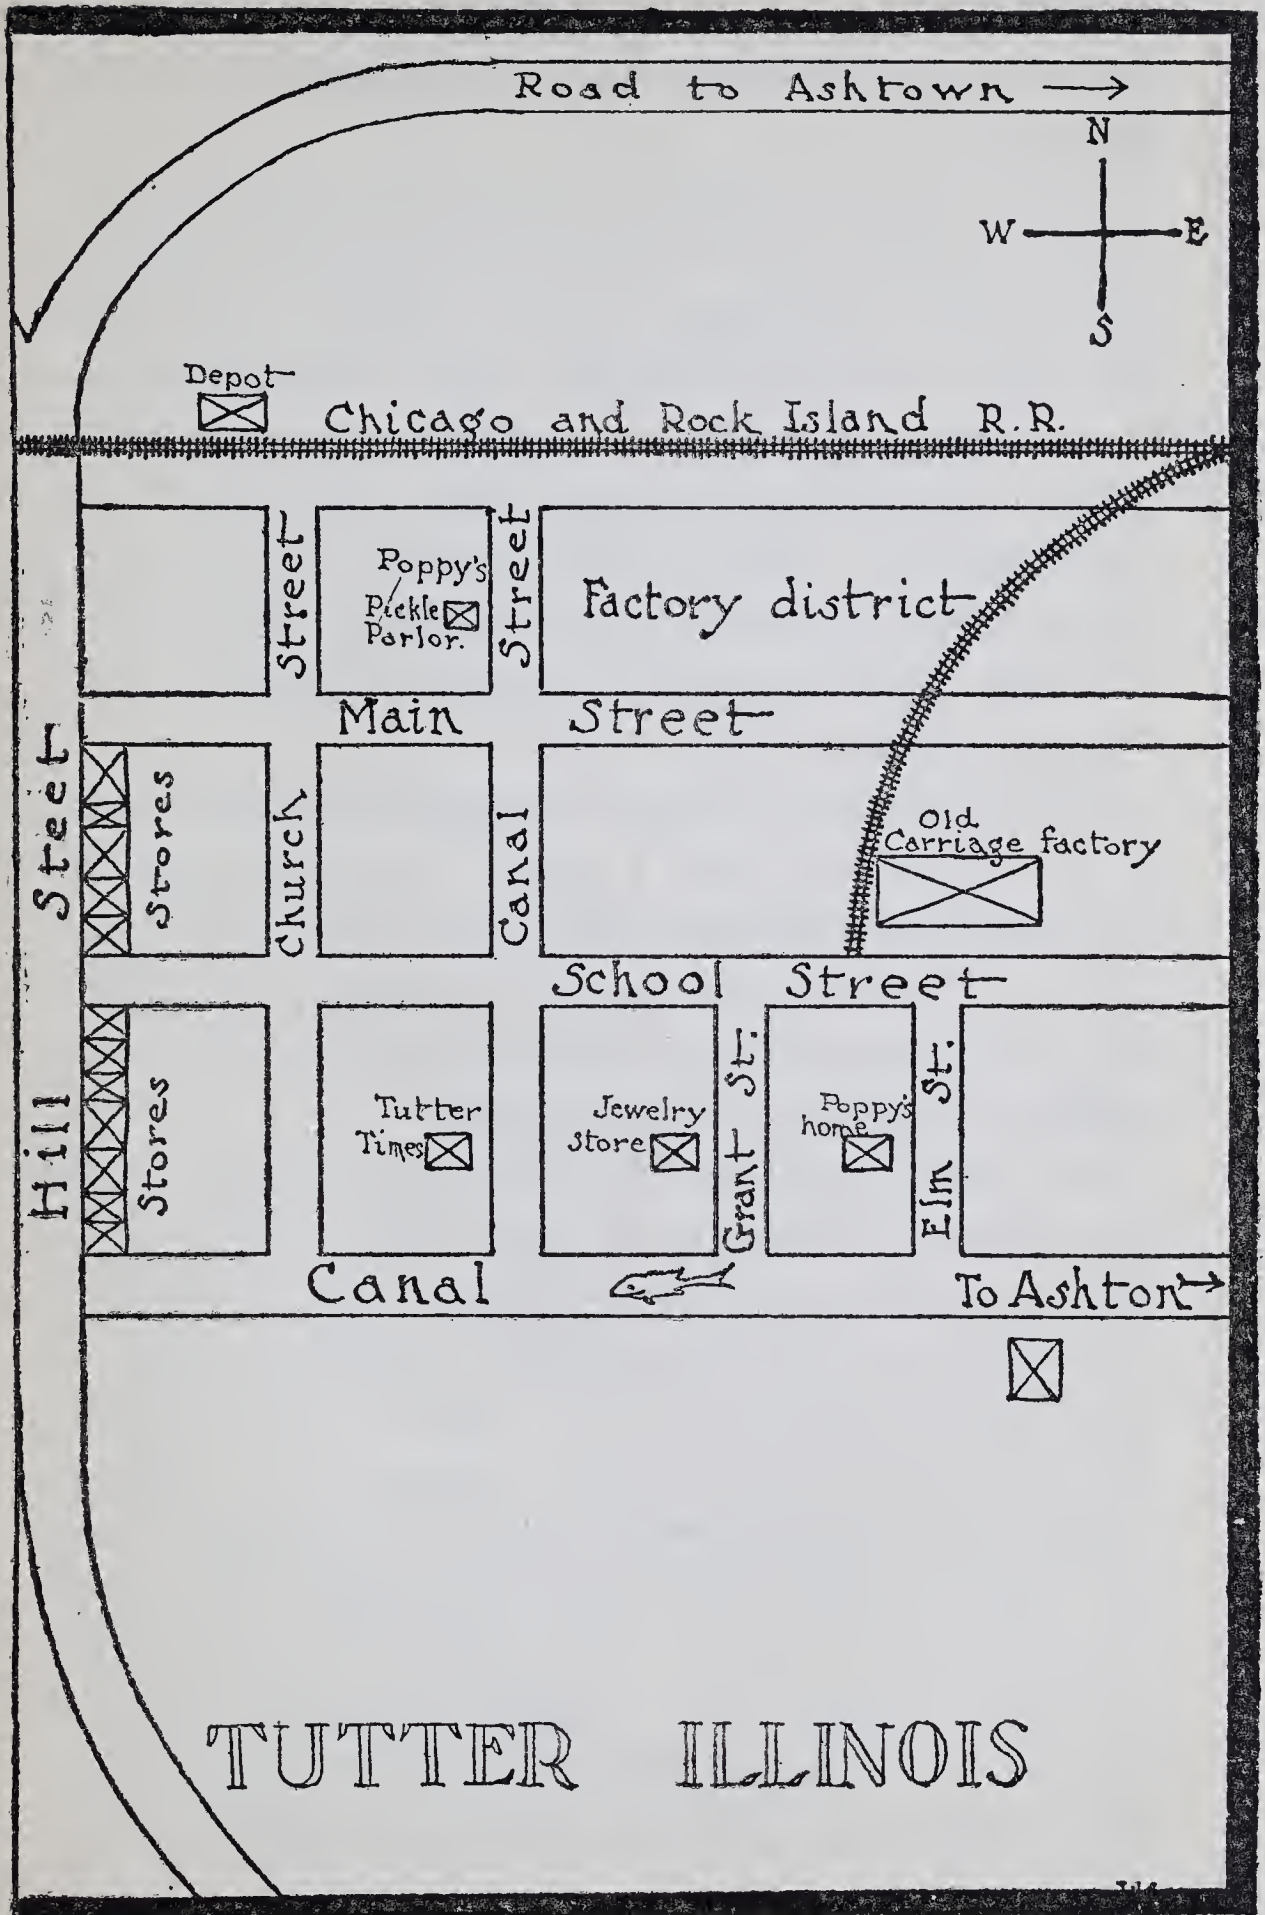 Road to Ashtown
N
W E
S
Depot
Chicago and Rock Island R.R.
Street
Street
Poppy's
Pickle
Parlor.
Factory district
Main Street
Steet
Hill
Stores
Church
Canal
Old
Carriage factory
School Street
Stores
Tutter
Times
Jewelry
store
Grant St.
Poppy's
home
Elm St.
Canal
To Ashton
TUTTER ILLINOIS